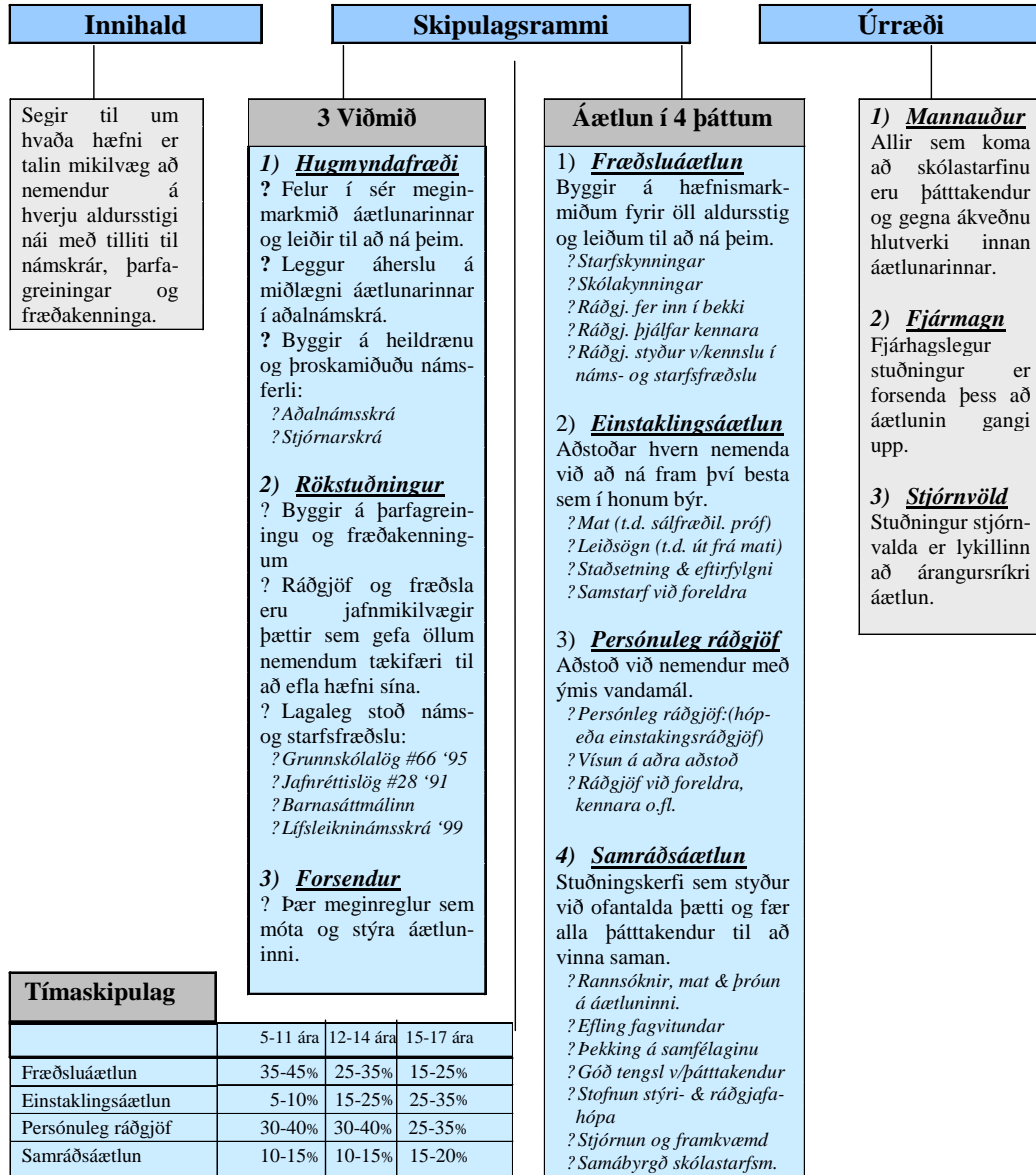 Innihald
Skipulagsrammi
Úrræði
Segir til um
hvaða hæfni er
talin mikilvæg að
nemendur á
hverju aldursstigi
nái með tilliti til
námskrár, þarfa-
greiningar og
fræðakenninga.
3 Viðmið
1) Hugmyndafræði
? Felur í sér megin-
markmið áætlunarinnar
og leiðir til að ná þeim.
? Leggur áherslu á
miðlægni áætlunarinnar
í aðalnámskrá.
? Byggir á heildrænu
og þroskamiðuðu náms-
ferli:
? Aðalnámsskrá
? Stjórnarskrá
2) Rökstuðningur
? Byggir á þarfagrein-
ingu og fræðakenning-
um
? Ráðgjöf og fræðsla
eru jafnmikilvægir
þættir sem gefa öllum
nemendum tækifæri til
að efla hæfni sína.
? Lagaleg stoð náms-
og starfsfræðslu:
? Grunnskólalög #66 ‘95
? Jafnréttislög #28 ‘91
? Barnasáttmálinn
? Lífsleikninámsskrá ‘99
3) Forsendur
? Þær meginreglur sem
móta og stýra áætlun-
inni.
Áætlun í 4 þáttum
1) Fræðsluáætlun
Byggir á hæfnismark-
miðum fyrir öll aldursstig
og leiðum til að ná þeim.
? Starfskynningar
? Skólakynningar
? Ráðgj. fer inn í bekki
? Ráðgj. þjálfar kennara
? Ráðgj. styður v/kennslu í
náms- og starfsfræðslu
2) Einstaklingsáætlun
Aðstoðar hvern nemenda
við að ná fram því besta
sem í honum býr.
? Mat (t.d. sálfræðil. próf)
? Leiðsögn (t.d. út frá mati)
? Staðsetning & eftirfylgni
? Samstarf við foreldra
3) Persónuleg ráðgjöf
Aðstoð við nemendur með
ýmis vandamál.
? Persónleg ráðgjöf:(hóp-
eða einstakingsráðgjöf)
? Vísun á aðra aðstoð
? Ráðgjöf við foreldra,
kennara o.fl.
4) Samráðsáætlun
Stuðningskerfi sem styður
við ofantalda þætti og fær
alla þátttakendur til að
vinna saman.
? Rannsóknir, mat & þróun
á áætluninni.
? Efling fagvitundar
? Þekking á samfélaginu
? Góð tengsl v/þátttakendur
? Stofnun stýri- & ráðgjafa-
hópa
? Stjórnun og framkvæmd
? Samábyrgð skólastarfsm.
1) Mannauður
Allir sem koma
að skólastarfinu
eru þátttakendur
og gegna ákveðnu
hlutverki innan
áætlunarinnar.
2) Fjármagn
Fjárhagslegur
stuðningur er
forsenda þess að
áætlunin gangi
upp.
3) Stjórnvöld
Stuðningur stjórn-
valda er lykillinn
að árangursríkri
áætlun.
Tímaskipulag
5-11 ára 12-14 ára 15-17 ára
Fræðsluáætlun 35-45% 25-35% 15-25%
Einstaklingsáætlun 5-10% 15-25% 25-35%
Persónuleg ráðgjöf 30-40% 30-40% 25-35%
Samráðsáætlun 10-15% 10-15% 15-20%